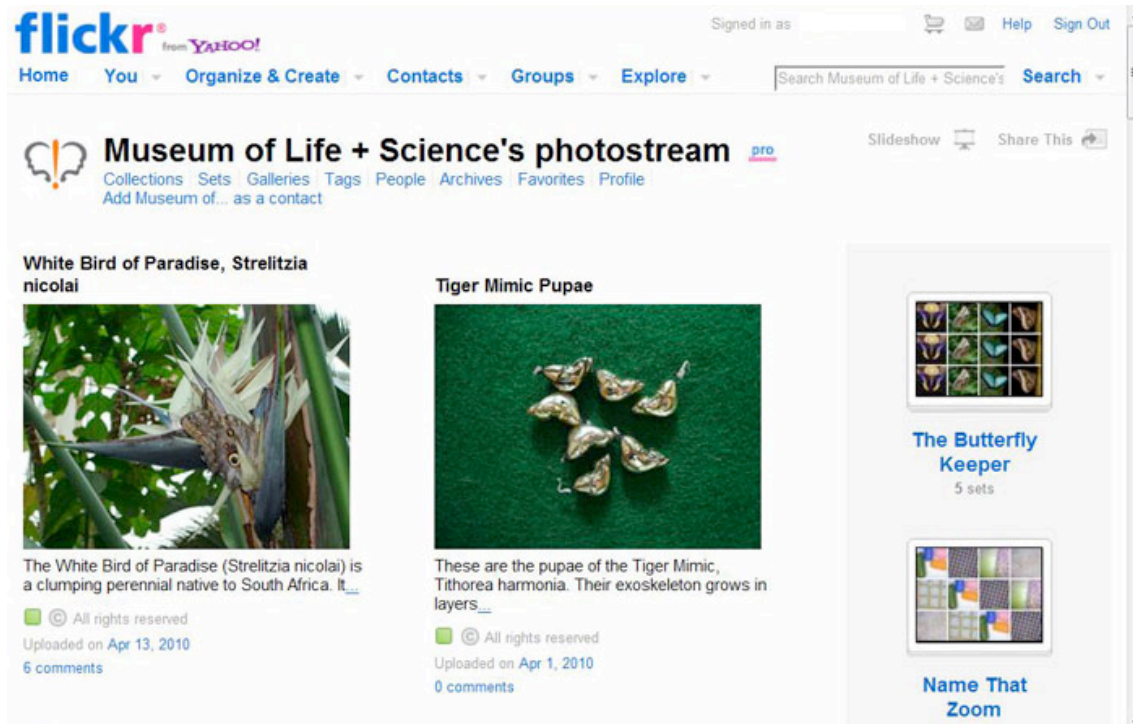 flickr® from YAHOO!
Signed in as
Help Sign Out
Home You Organize & Create Contacts Groups Explore
Search Museum of Life + Science's
Search
Museum of Life + Science's photostream pro
Slideshow Share This
Collections Sets Galleries Tags People Archives Favorites Profile
Add Museum of... as a contact
White Bird of Paradise, Strelitzia
nicolai
The White Bird of Paradise (Strelitzia nicolai) is
a clumping perennial native to South Africa. It...
© All rights reserved
Uploaded on Apr 13, 2010
6 comments
Tiger Mimic Pupae
These are the pupae of the Tiger Mimic,
Tithorea harmonia. Their exoskeleton grows in
layers...
© All rights reserved
Uploaded on Apr 1, 2010
0 comments
The Butterfly
Keeper
5 sets
Name That
Zoom